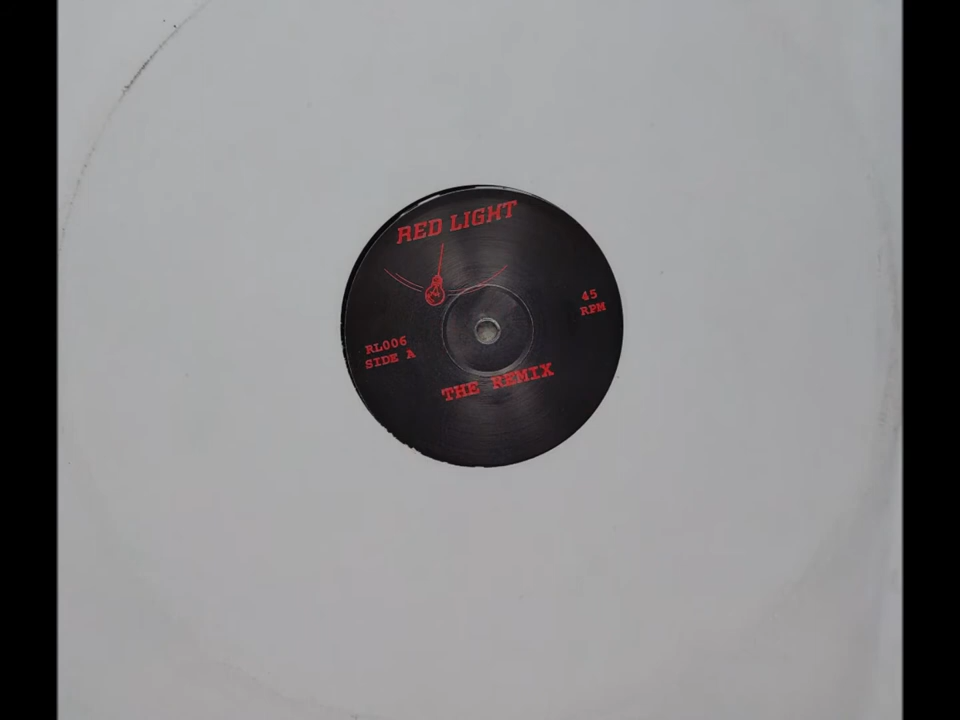 RED LIGHT
45
RPM
RL006
SIDE A
THE REMIX